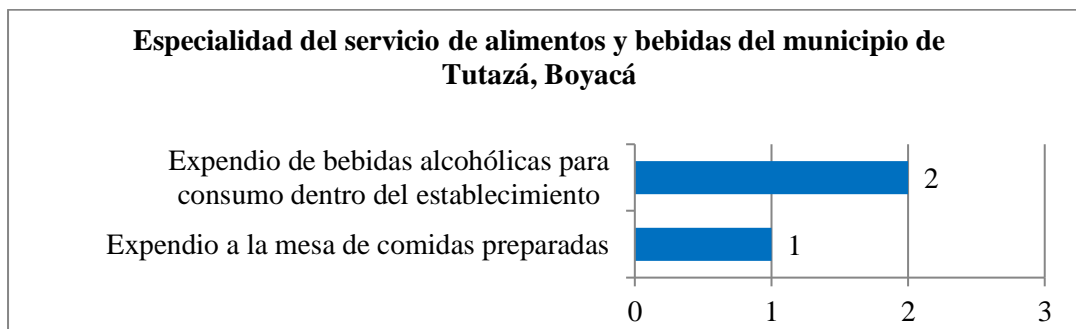 Especialidad del servicio de alimentos y bebidas del municipio de
Tutazá, Boyacá
Expendio de bebidas alcohólicas para
consumo dentro del establecimiento
2
Expendio a la mesa de comidas preparadas
1
0 1 2 3